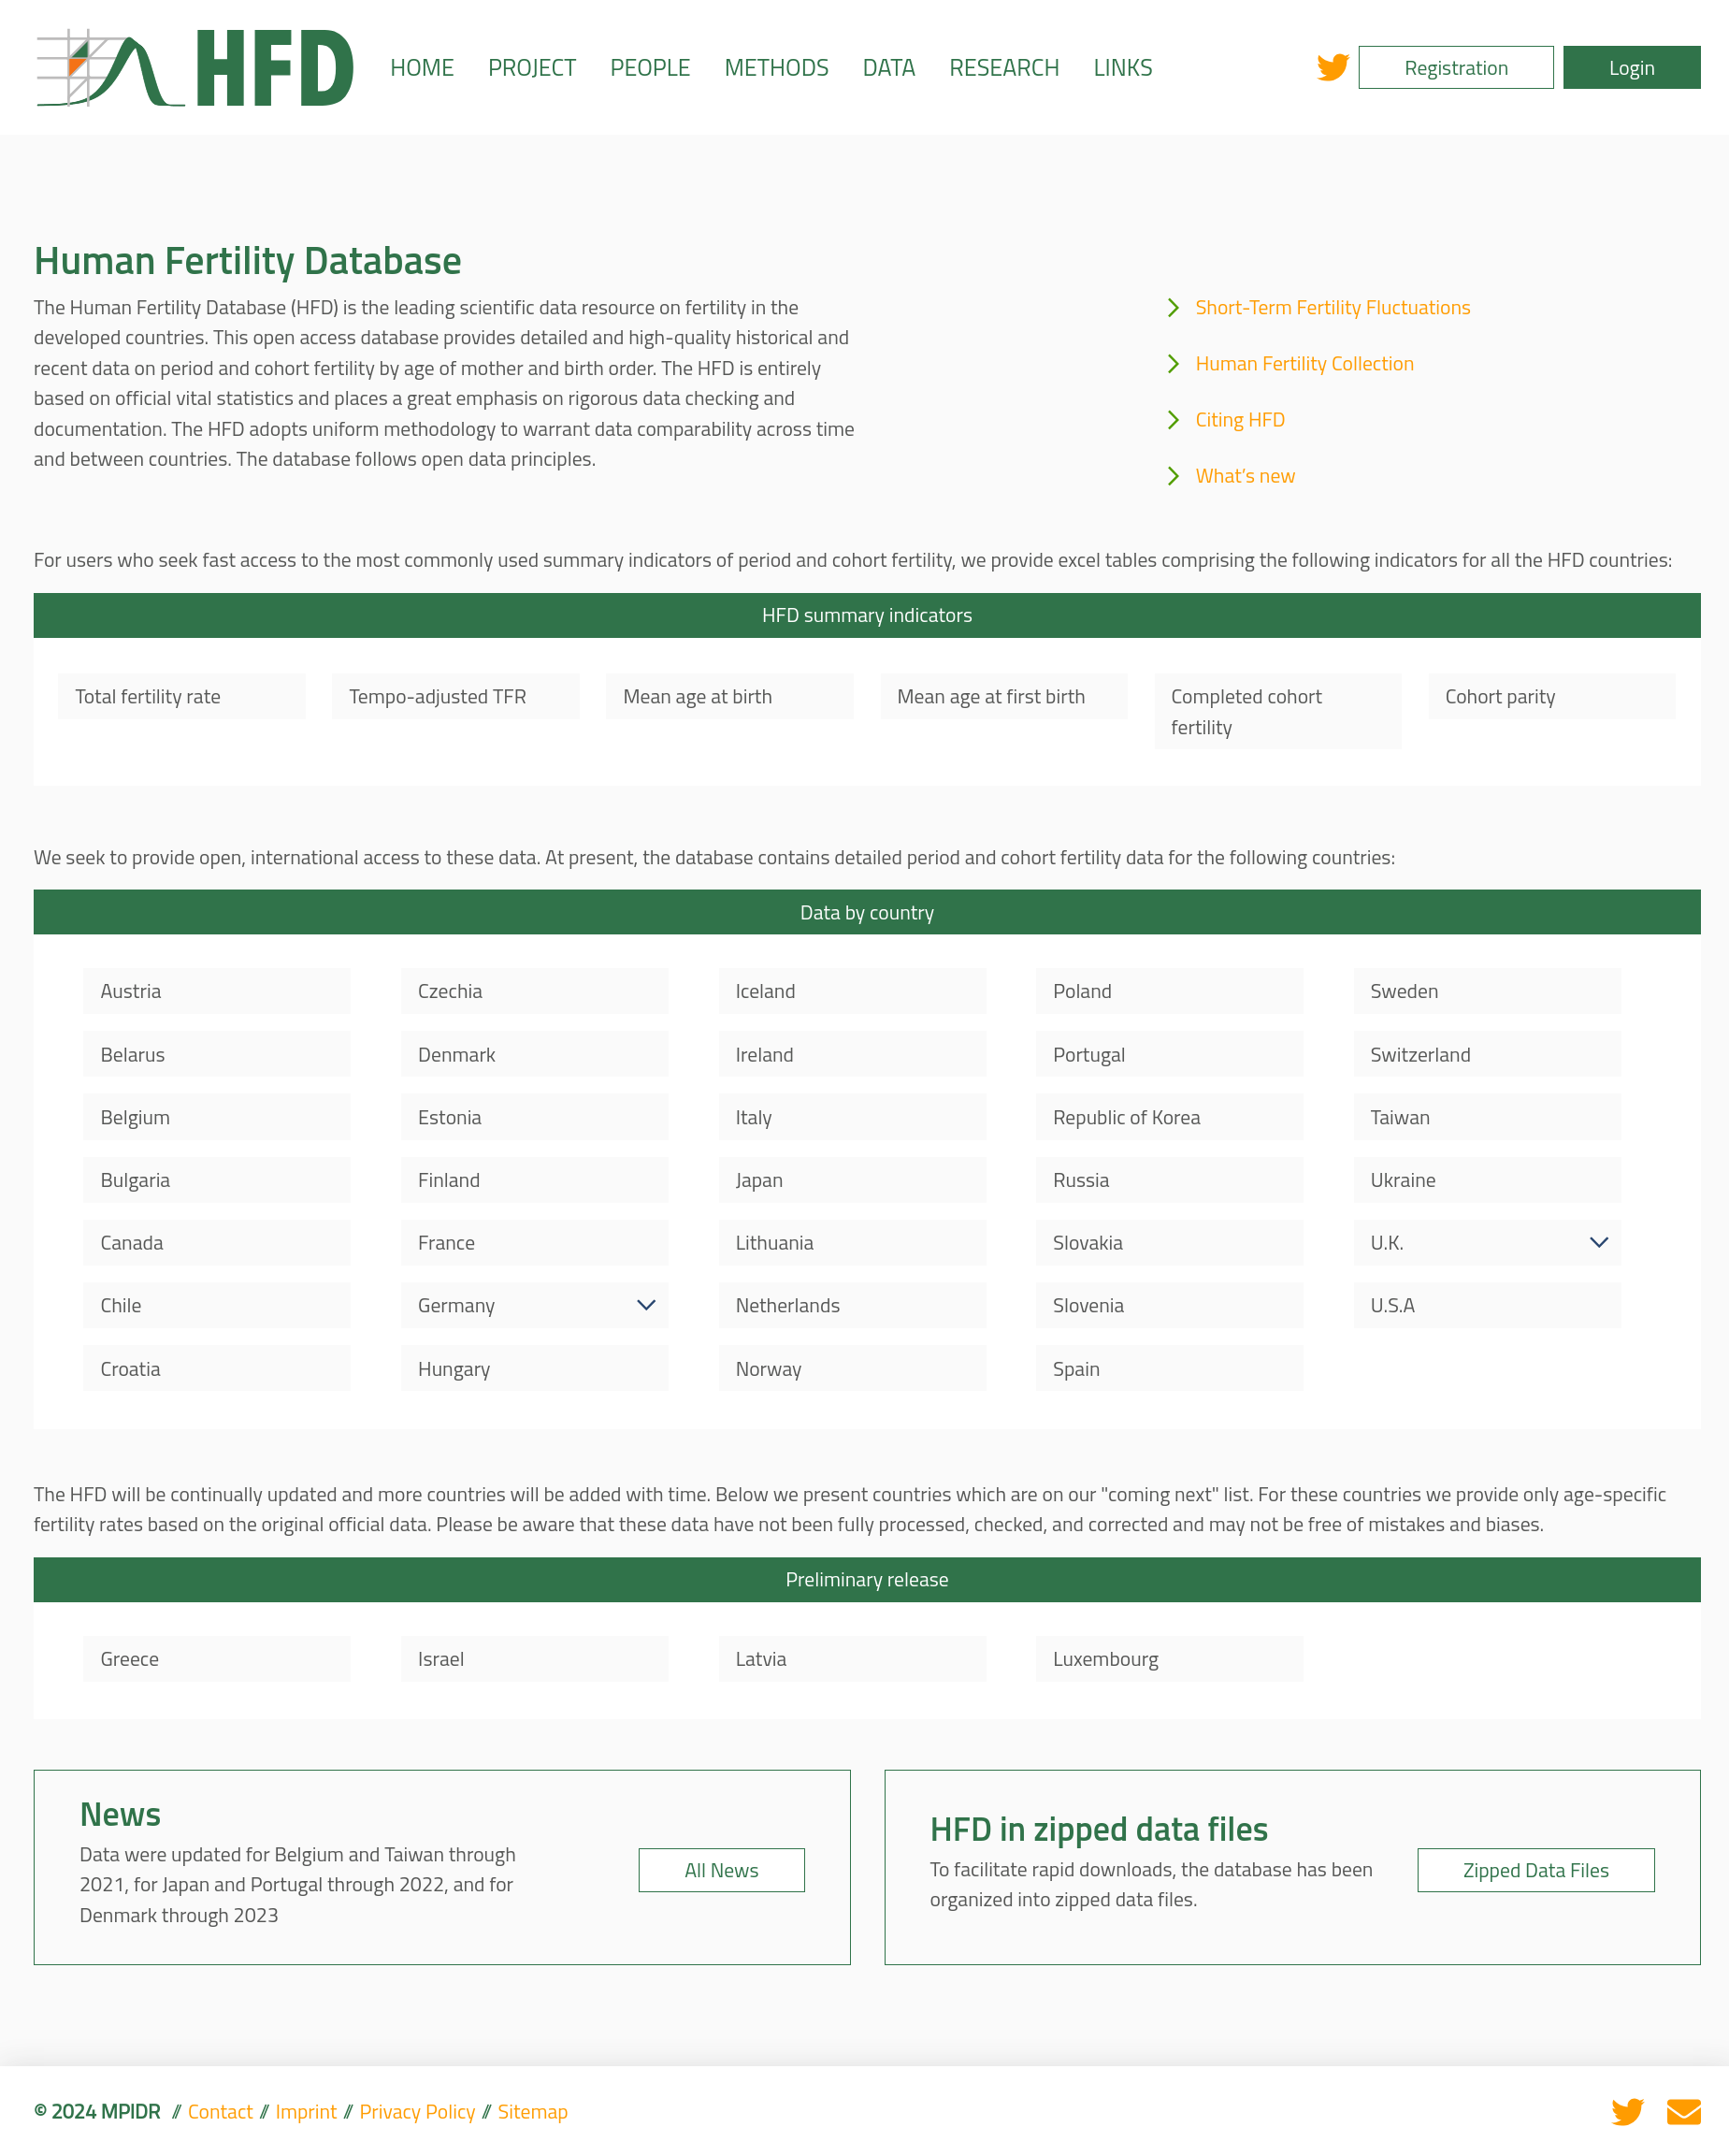 HFD
HOME PROJECT PEOPLE METHODS DATA RESEARCH LINKS
Registration Login
Human Fertility Database
The Human Fertility Database (HFD) is the leading scientific data resource on fertility in the
developed countries. This open access database provides detailed and high-quality historical and
recent data on period and cohort fertility by age of mother and birth order. The HFD is entirely
based on official vital statistics and places a great emphasis on rigorous data checking and
documentation. The HFD adopts uniform methodology to warrant data comparability across time
and between countries. The database follows open data principles.
Short-Term Fertility Fluctuations
Human Fertility Collection
Citing HFD
What's new
For users who seek fast access to the most commonly used summary indicators of period and cohort fertility, we provide excel tables comprising the following indicators for all the HFD countries:
HFD summary indicators
Total fertility rate
Tempo-adjusted TFR
Mean age at birth
Mean age at first birth
Completed cohort
fertility
Cohort parity
We seek to provide open, international access to these data. At present, the database contains detailed period and cohort fertility data for the following countries:
Data by country
Austria Czechia Iceland Poland Sweden
Belarus Denmark Ireland Portugal Switzerland
Belgium Estonia Italy Republic of Korea Taiwan
Bulgaria Finland Japan Russia Ukraine
Canada France Lithuania Slovakia U.K.
Chile Germany Netherlands Slovenia U.S.A
Croatia Hungary Norway Spain
The HFD will be continually updated and more countries will be added with time. Below we present countries which are on our "coming next" list. For these countries we provide only age-specific
fertility rates based on the original official data. Please be aware that these data have not been fully processed, checked, and corrected and may not be free of mistakes and biases.
Preliminary release
Greece Israel Latvia Luxembourg
News
Data were updated for Belgium and Taiwan through
2021, for Japan and Portugal through 2022, and for
Denmark through 2023
All News
HFD in zipped data files
To facilitate rapid downloads, the database has been
organized into zipped data files.
Zipped Data Files
© 2024 MPIDR // Contact // Imprint // Privacy Policy // Sitemap